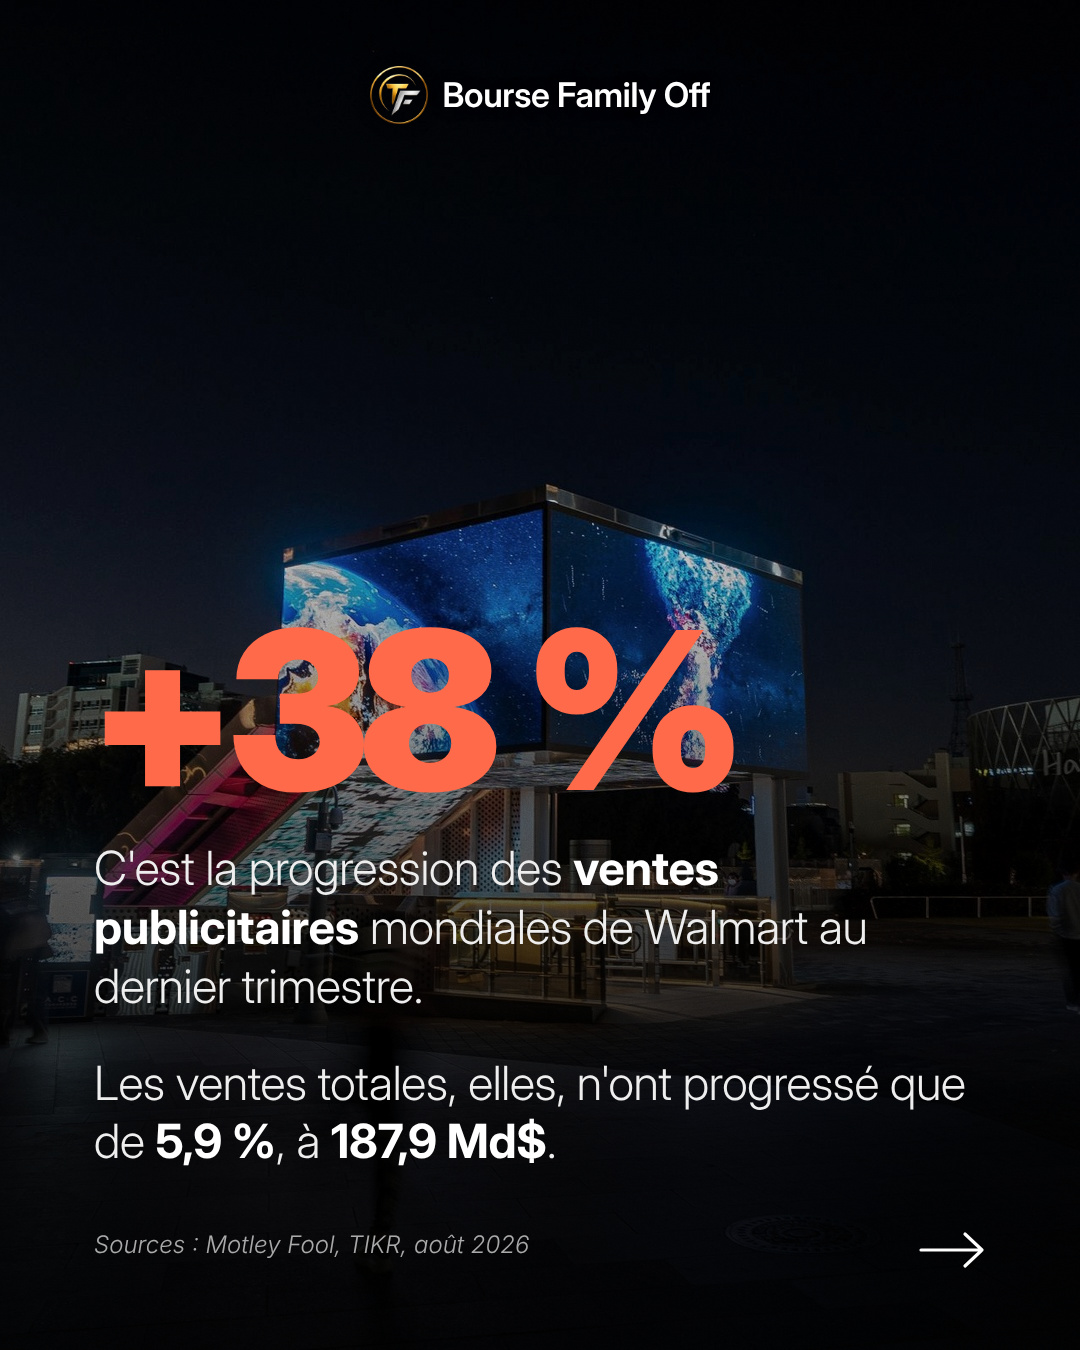 Bourse Family Off
+38 %
C'est la progression des ventes
publicitaires mondiales de Walmart au
dernier trimestre.
Les ventes totales, elles, n'ont progressé que
de 5,9 %, à 187,9 Md$.
Sources : Motley Fool, TIKR, août 2026